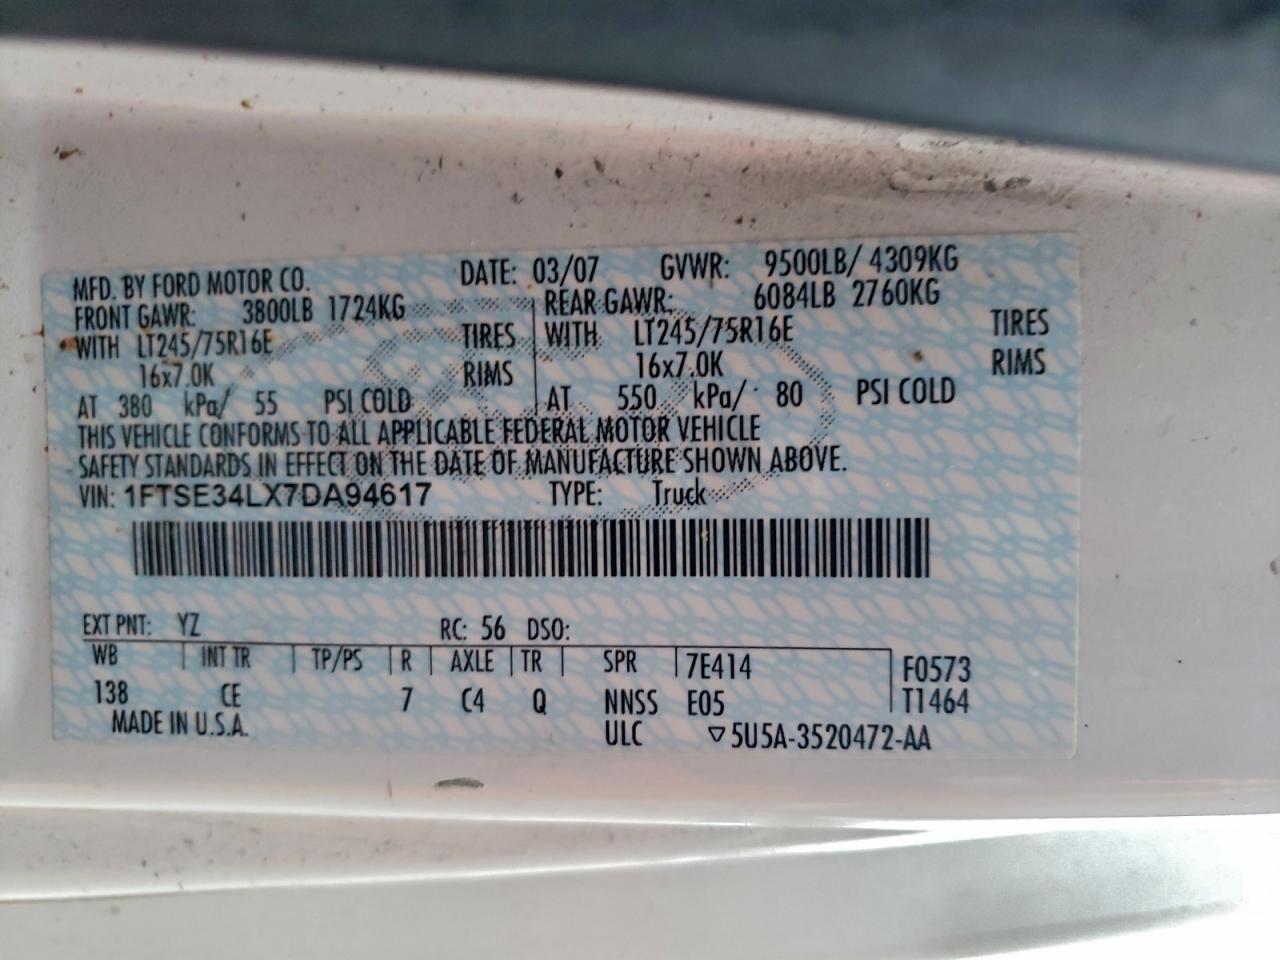 MFD. BY FORD MOTOR CO. DATE: 03/07 GVWR: 9500LB/ 4309KG
FRONT GAWR: 3800LB 1724KG REAR GAWR: 6084LB 2760KG
WITH LT245/75R16E TIRES WITH LT245/75R16E TIRES
16x7.0K RIMS 16x7.0K RIMS
AT 380 kPa/ 55 PSI COLD AT 550 kPa/ 80 PSI COLD
THIS VEHICLE CONFORMS TO ALL APPLICABLE FEDERAL MOTOR VEHICLE
SAFETY STANDARDS IN EFFECT ON THE DATE OF MANUFACTURE SHOWN ABOVE.
VIN: 1FTSE34LX7DA94617 TYPE: Truck
EXT PNT: YZ RC: 56 DSO:
WB INT TR TP/PS R AXLE TR SPR 7E414 F0573
138 CE 7 C4 Q NNSS E05 T1464
MADE IN U.S.A. ULC ▽5U5A-3520472-AA